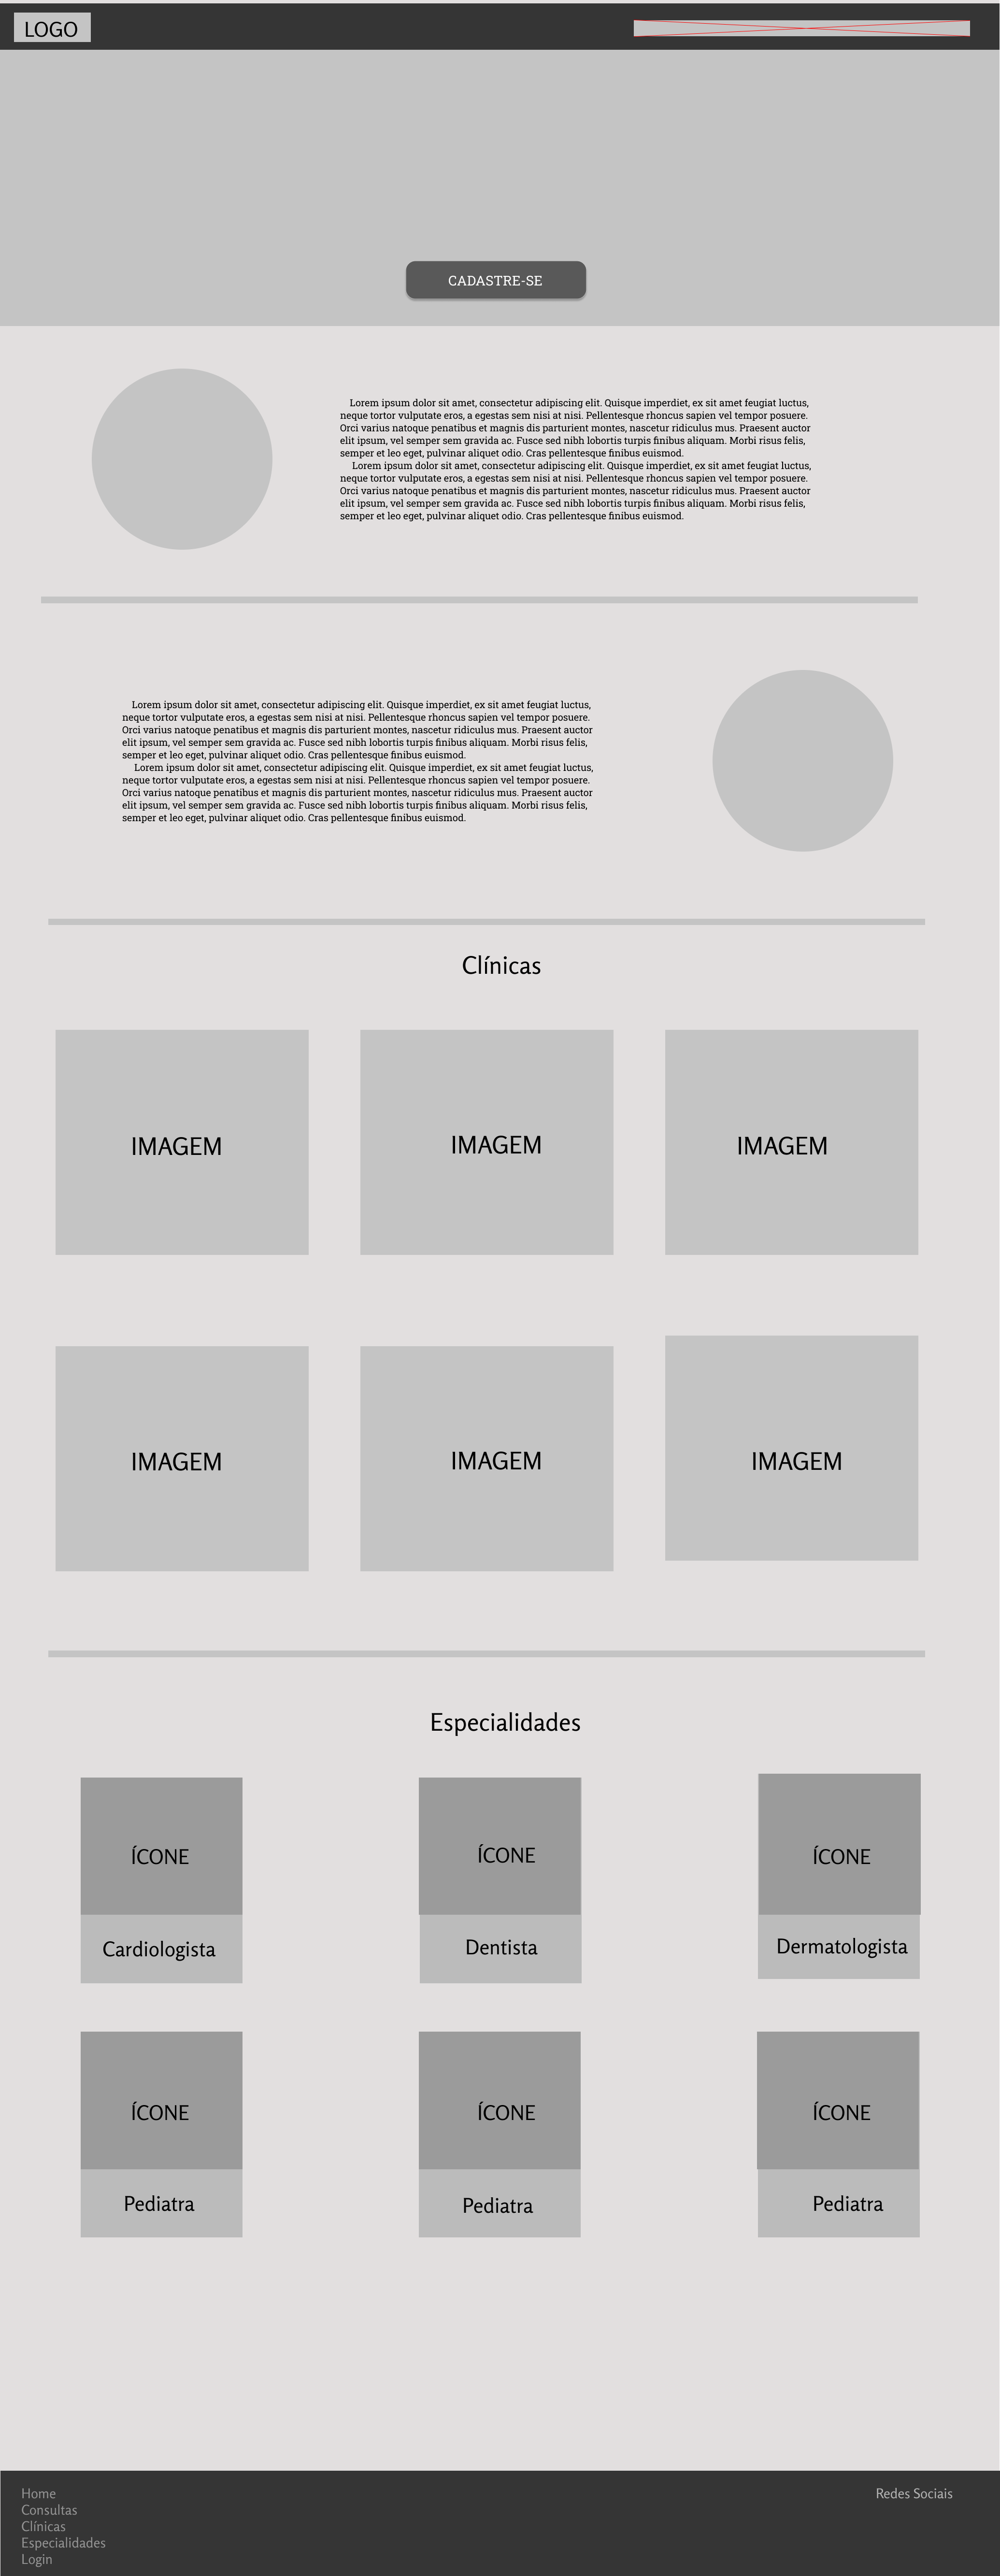 LOGO
CADASTRE-SE
Lorem ipsum dolor sit amet, consectetur adipiscing elit. Quisque imperdiet, ex sit amet feugiat luctus,
neque tortor vulputate eros, a egestas sem nisi at nisi. Pellentesque rhoncus sapien vel tempor posuere.
Orci varius natoque penatibus et magnis dis parturient montes, nascetur ridiculus mus. Praesent auctor
elit ipsum, vel semper sem gravida ac. Fusce sed nibh lobortis turpis finibus aliquam. Morbi risus felis,
semper et leo eget, pulvinar aliquet odio. Cras pellentesque finibus euismod.
Lorem ipsum dolor sit amet, consectetur adipiscing elit. Quisque imperdiet, ex sit amet feugiat luctus,
neque tortor vulputate eros, a egestas sem nisi at nisi. Pellentesque rhoncus sapien vel tempor posuere.
Orci varius natoque penatibus et magnis dis parturient montes, nascetur ridiculus mus. Praesent auctor
elit ipsum, vel semper sem gravida ac. Fusce sed nibh lobortis turpis finibus aliquam. Morbi risus felis,
semper et leo eget, pulvinar aliquet odio. Cras pellentesque finibus euismod.
Lorem ipsum dolor sit amet, consectetur adipiscing elit. Quisque imperdiet, ex sit amet feugiat luctus,
neque tortor vulputate eros, a egestas sem nisi at nisi. Pellentesque rhoncus sapien vel tempor posuere.
Orci varius natoque penatibus et magnis dis parturient montes, nascetur ridiculus mus. Praesent auctor
elit ipsum, vel semper sem gravida ac. Fusce sed nibh lobortis turpis finibus aliquam. Morbi risus felis,
semper et leo eget, pulvinar aliquet odio. Cras pellentesque finibus euismod.
Lorem ipsum dolor sit amet, consectetur adipiscing elit. Quisque imperdiet, ex sit amet feugiat luctus,
neque tortor vulputate eros, a egestas sem nisi at nisi. Pellentesque rhoncus sapien vel tempor posuere.
Orci varius natoque penatibus et magnis dis parturient montes, nascetur ridiculus mus. Praesent auctor
elit ipsum, vel semper sem gravida ac. Fusce sed nibh lobortis turpis finibus aliquam. Morbi risus felis,
semper et leo eget, pulvinar aliquet odio. Cras pellentesque finibus euismod.
Clínicas
IMAGEM
IMAGEM
IMAGEM
IMAGEM
IMAGEM
IMAGEM
Especialidades
ÍCONE
ÍCONE
ÍCONE
Cardiologista
Dentista
Dermatologista
ÍCONE
ÍCONE
ÍCONE
Pediatra
Pediatra
Pediatra
Home
Consultas
Clínicas
Especialidades
Login
Redes Sociais